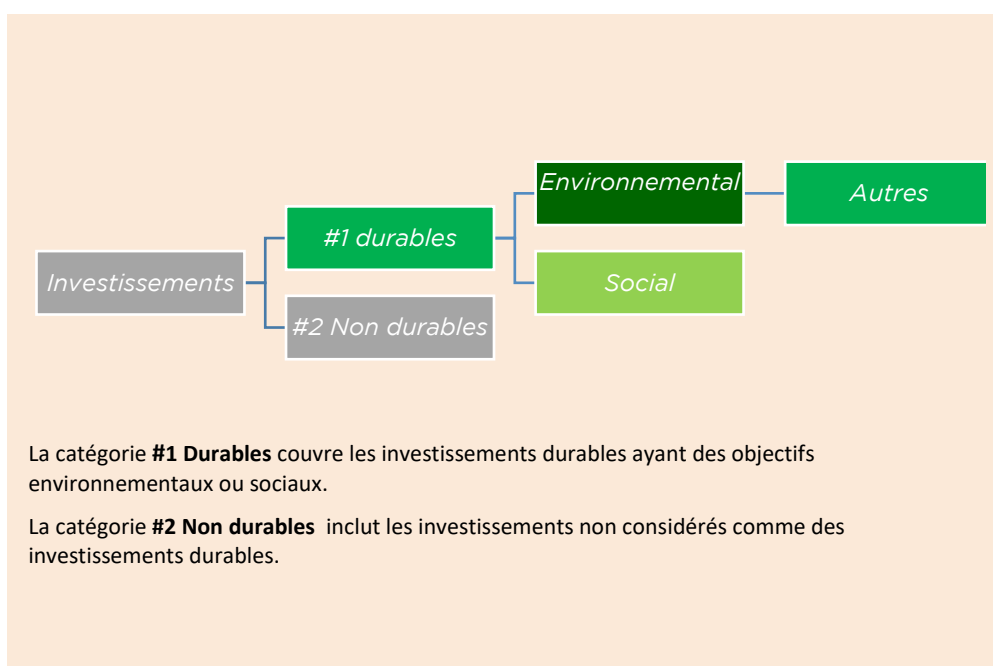 Environnemental
Autres
#1 durables
Investissements
Social
#2 Non durables
La catégorie #1 Durables couvre les investissements durables ayant des objectifs
environnementaux ou sociaux.
La catégorie #2 Non durables inclut les investissements non considérés comme des
investissements durables.